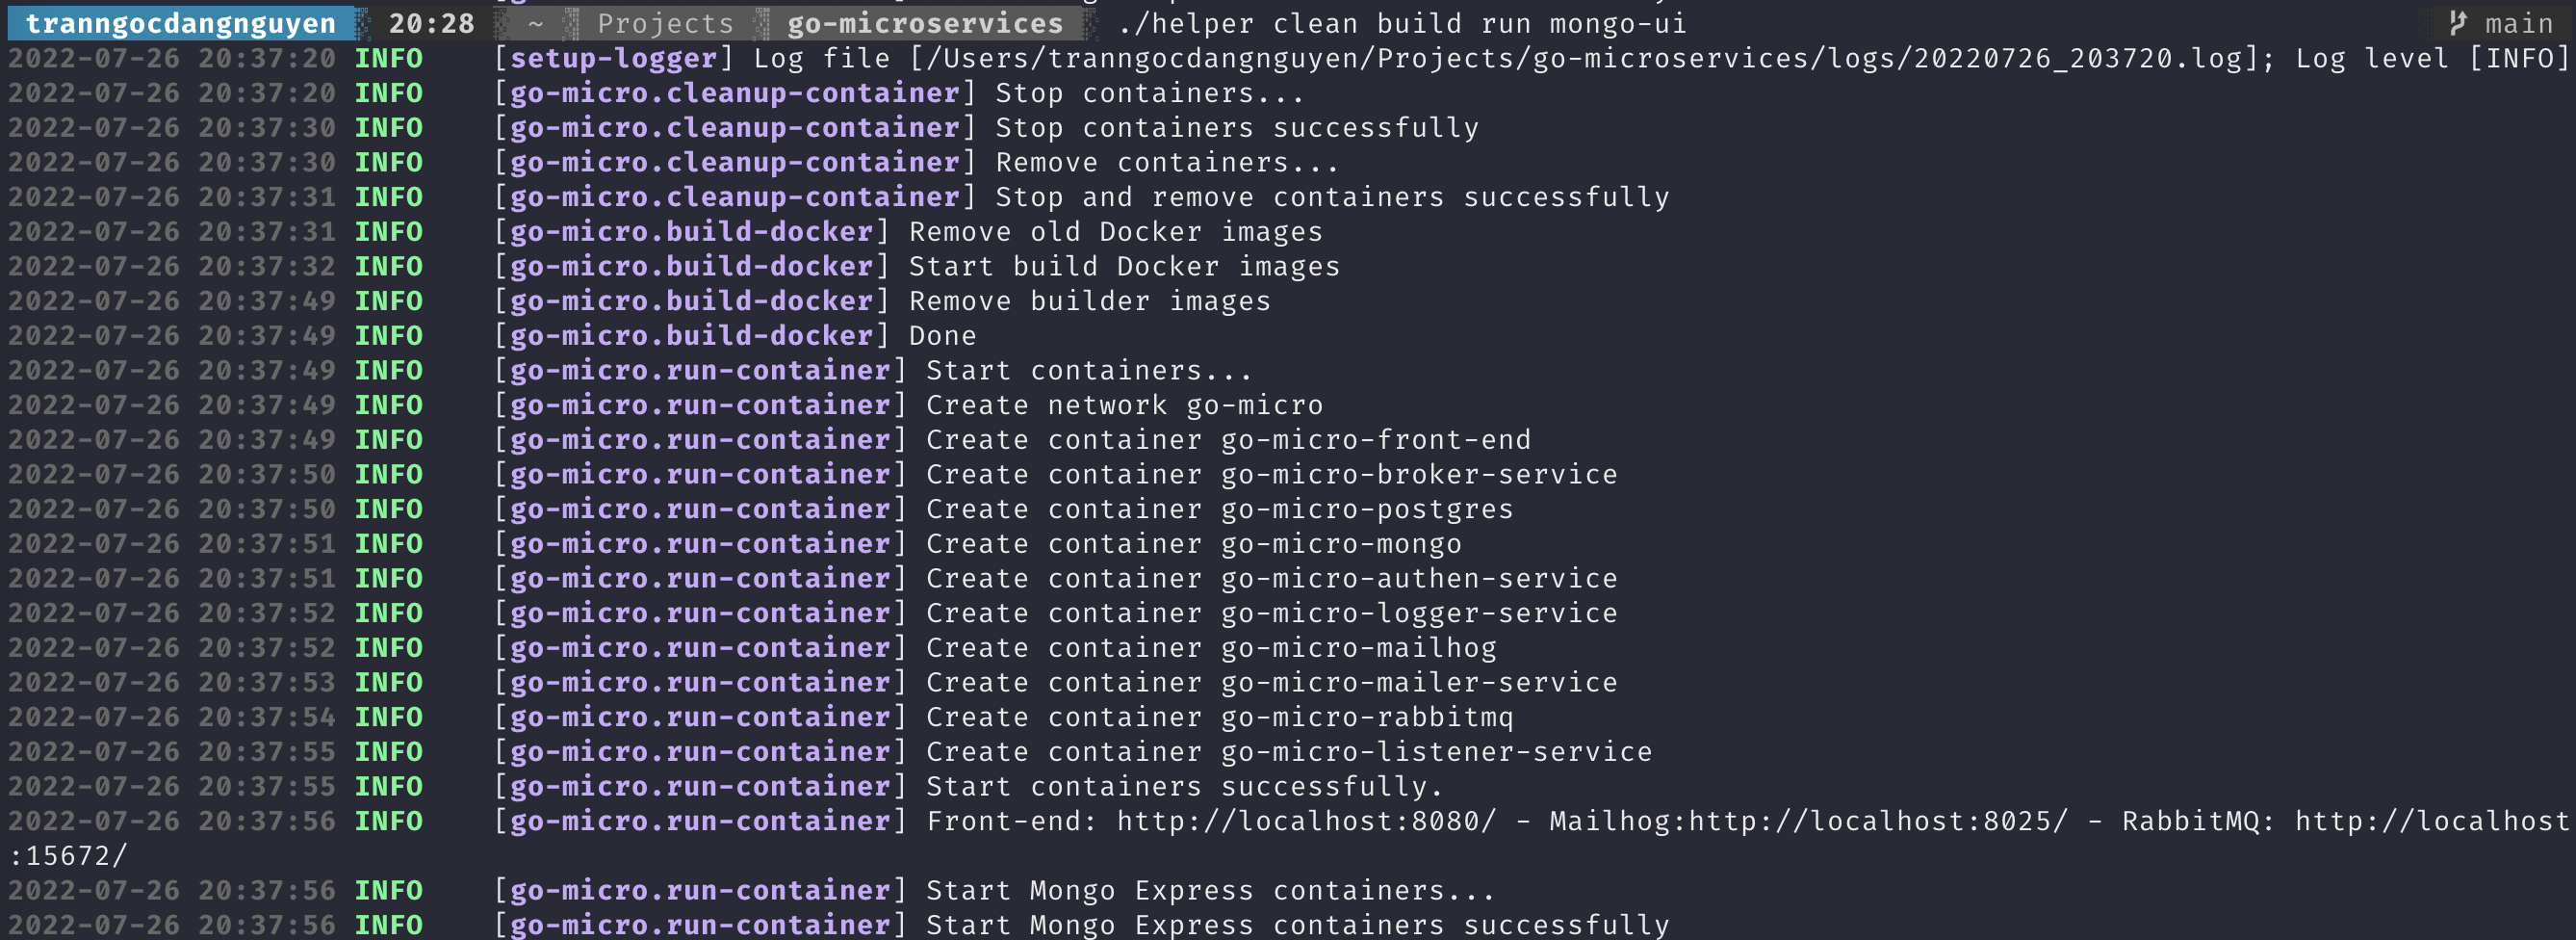 tranngocdangnguyen 20:28 ~ Projects go-microservices ./helper clean build run mongo-ui main
2022-07-26 20:37:20 INFO [setup-logger] Log file [/Users/tranngocdangnguyen/Projects/go-microservices/logs/20220726_203720.log]; Log level [INFO]
2022-07-26 20:37:20 INFO [go-micro.cleanup-container] Stop containers...
2022-07-26 20:37:30 INFO [go-micro.cleanup-container] Stop containers successfully
2022-07-26 20:37:30 INFO [go-micro.cleanup-container] Remove containers...
2022-07-26 20:37:31 INFO [go-micro.cleanup-container] Stop and remove containers successfully
2022-07-26 20:37:31 INFO [go-micro.build-docker] Remove old Docker images
2022-07-26 20:37:32 INFO [go-micro.build-docker] Start build Docker images
2022-07-26 20:37:49 INFO [go-micro.build-docker] Remove builder images
2022-07-26 20:37:49 INFO [go-micro.build-docker] Done
2022-07-26 20:37:49 INFO [go-micro.run-container] Start containers...
2022-07-26 20:37:49 INFO [go-micro.run-container] Create network go-micro
2022-07-26 20:37:49 INFO [go-micro.run-container] Create container go-micro-front-end
2022-07-26 20:37:50 INFO [go-micro.run-container] Create container go-micro-broker-service
2022-07-26 20:37:50 INFO [go-micro.run-container] Create container go-micro-postgres
2022-07-26 20:37:51 INFO [go-micro.run-container] Create container go-micro-mongo
2022-07-26 20:37:51 INFO [go-micro.run-container] Create container go-micro-authen-service
2022-07-26 20:37:52 INFO [go-micro.run-container] Create container go-micro-logger-service
2022-07-26 20:37:52 INFO [go-micro.run-container] Create container go-micro-mailhog
2022-07-26 20:37:53 INFO [go-micro.run-container] Create container go-micro-mailer-service
2022-07-26 20:37:54 INFO [go-micro.run-container] Create container go-micro-rabbitmq
2022-07-26 20:37:55 INFO [go-micro.run-container] Create container go-micro-listener-service
2022-07-26 20:37:55 INFO [go-micro.run-container] Start containers successfully.
2022-07-26 20:37:56 INFO [go-micro.run-container] Front-end: http://localhost:8080/ - Mailhog:http://localhost:8025/ - RabbitMQ: http://localhost
:15672/
2022-07-26 20:37:56 INFO [go-micro.run-container] Start Mongo Express containers...
2022-07-26 20:37:56 INFO [go-micro.run-container] Start Mongo Express containers successfully